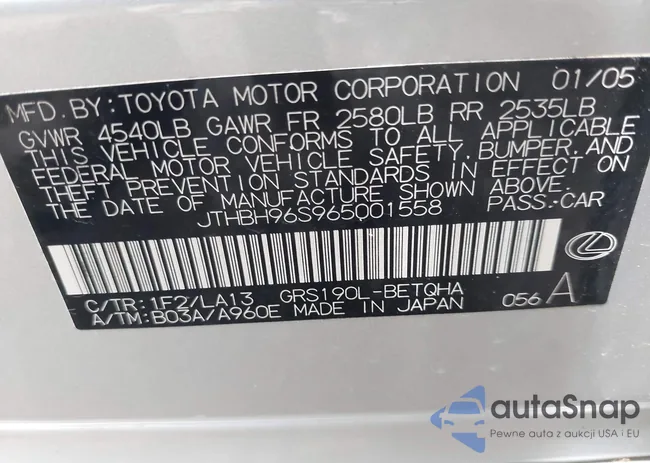 MFD. BY: TOYOTA MOTOR CORPORATION 01/05
GVWR 4540LB GAWR FR 2580LB RR 2535LB
THIS VEHICLE CONFORMS TO ALL APPLICABLE
FEDERAL MOTOR VEHICLE SAFETY, BUMPER, AND
THEFT PREVENTION STANDARDS IN EFFECT ON
THE DATE OF MANUFACTURE SHOWN ABOVE.
JTHBH96S965001558 PASS.-CAR
C/TR: 1F2/LA13 GRS190L-BETQHA
A/TM: B03A/A960E MADE IN JAPAN 056 A
autaSnap
Pewne auta z aukcji USA i EU